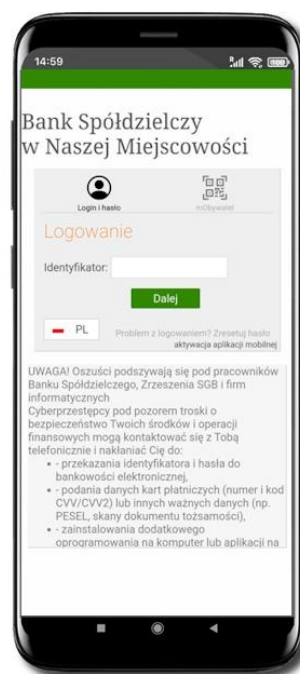 14:59
Bank Spółdzielczy
w Naszej Miejscowości
Login i hasło
mObywatel
Logowanie
Identyfikator:
Dalej
PL
Problem z logowaniem? Zresetuj hasło
aktywacja aplikacji mobilnej
UWAGA! Oszuści podszywają się pod pracowników
Banku Spółdzielczego, Zrzeszenia SGB i firm
informatycznych
Cyberprzestępcy pod pozorem troski o
bezpieczeństwo Twoich środków i operacji
finansowych mogą kontaktować się z Tobą
telefonicznie i nakłaniać Cię do:
- przekazania identyfikatora i hasła do
bankowości elektronicznej,
- podania danych kart płatniczych (numer i kod
CVV/CVV2) lub innych ważnych danych (np.
PESEL, skany dokumentu tożsamości),
- zainstalowania dodatkowego
oprogramowania na komputer lub aplikacji na